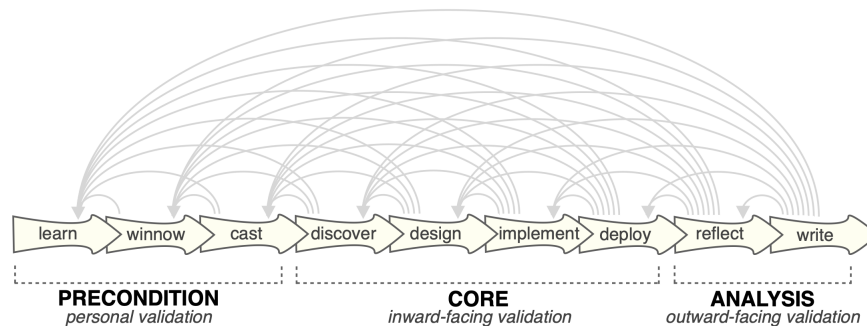 learn
winnow
cast
discover
design
implement
deploy
reflect
write
PRECONDITION
personal validation
CORE
inward-facing validation
ANALYSIS
outward-facing validation